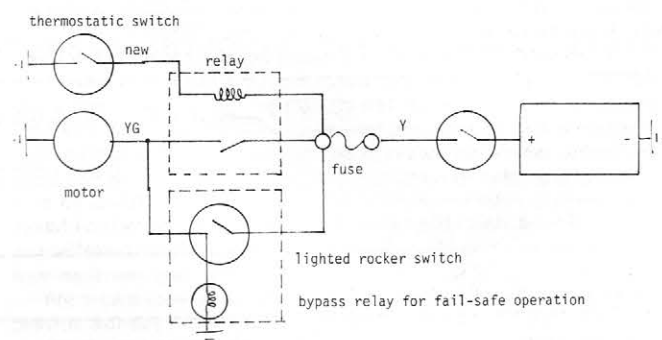 thermostatic switch
new
relay
YG
Y
+
-
fuse
motor
lighted rocker switch
bypass relay for fail-safe operation